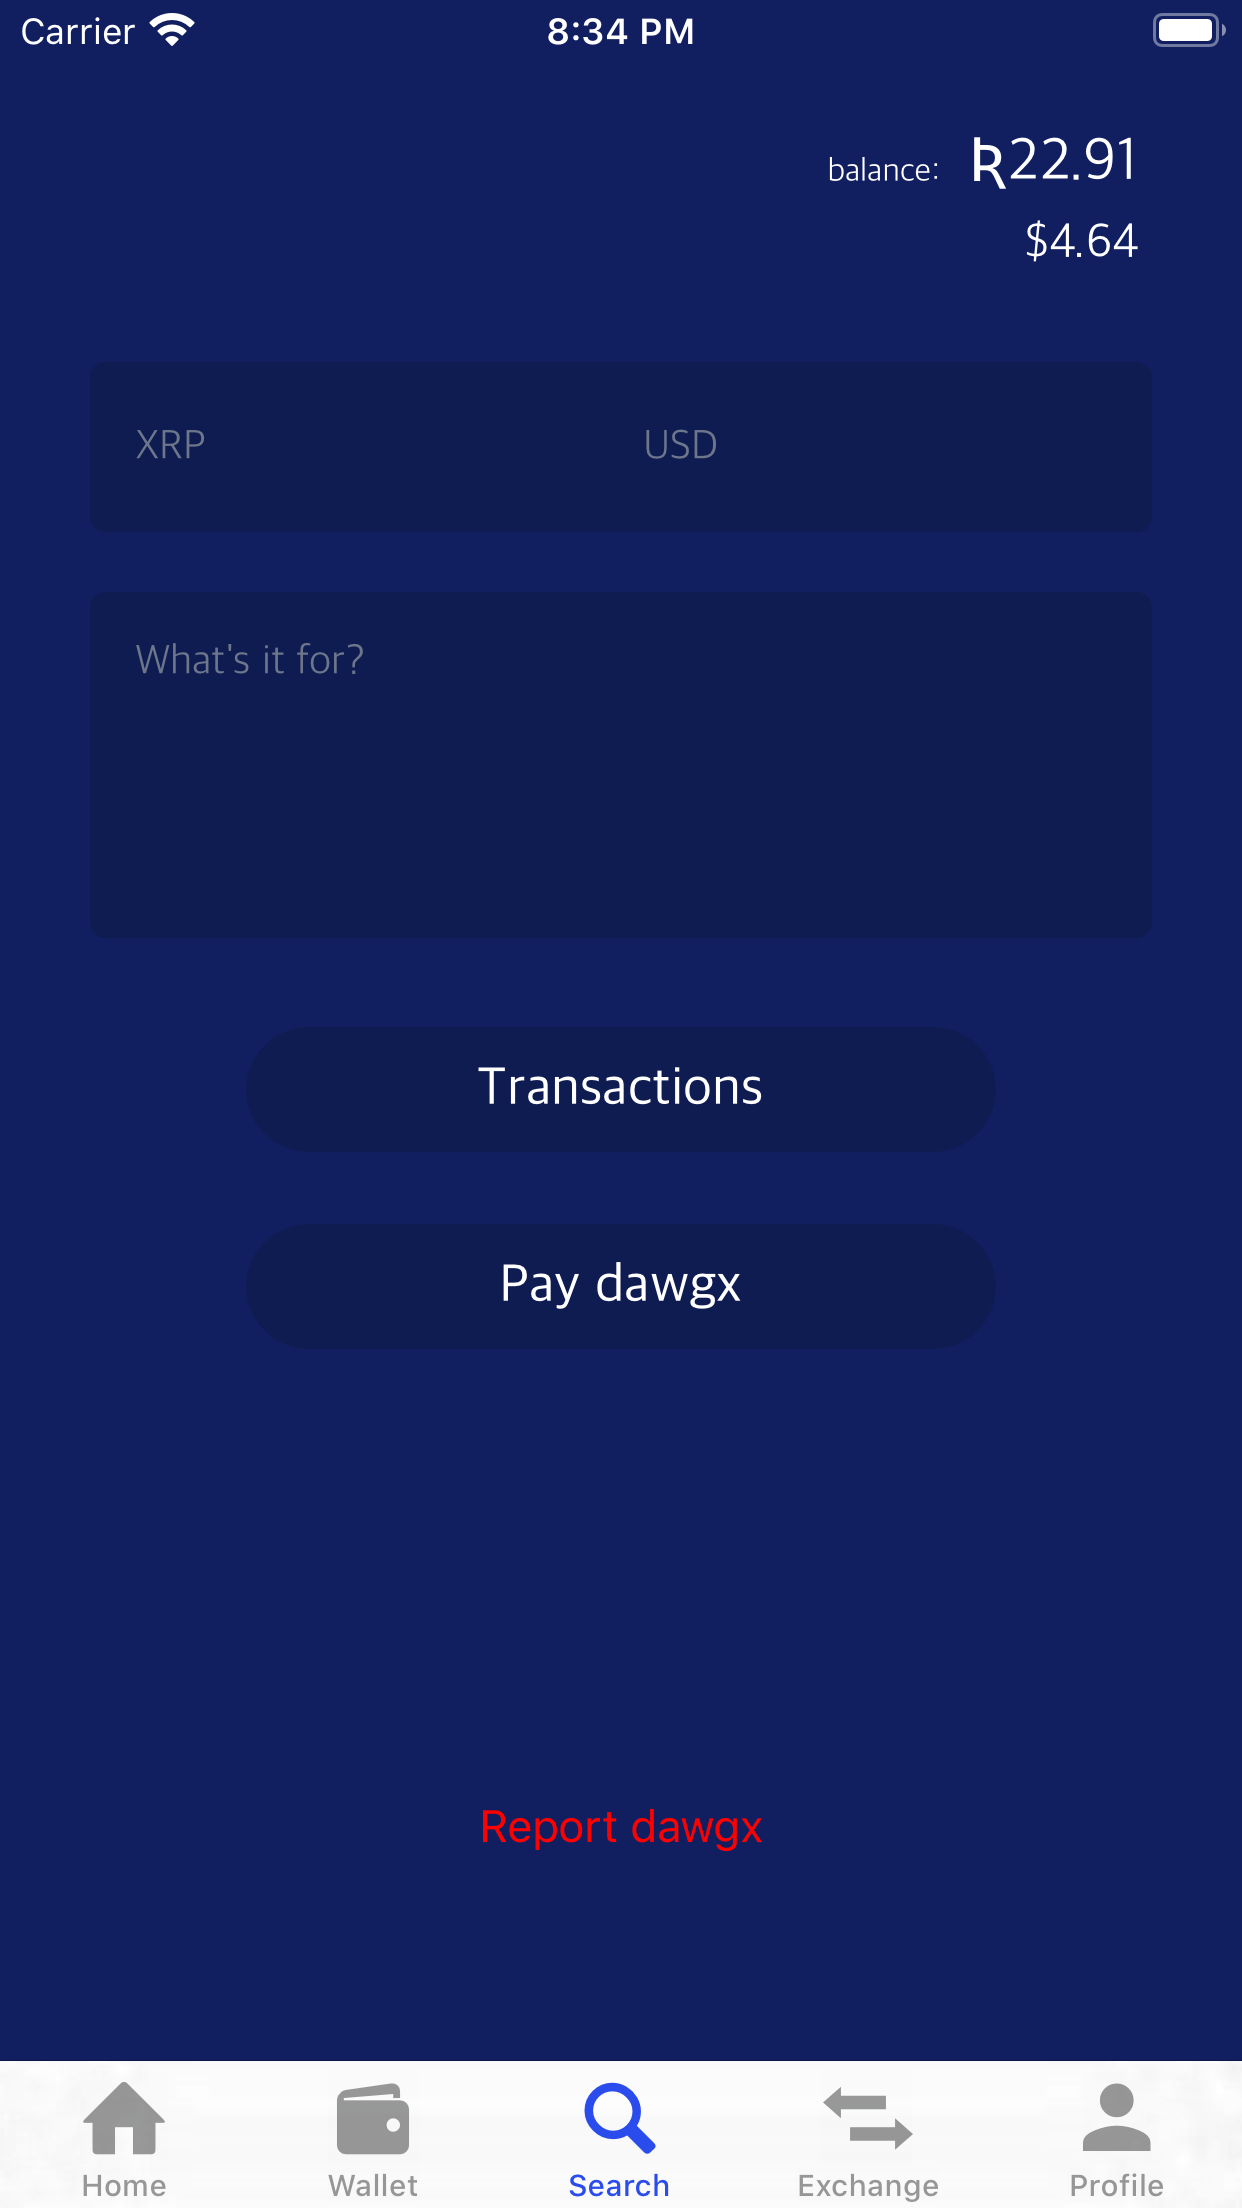 Carrier
8:34 PM
balance: Ʀ22.91
$4.64
XRP USD
What's it for?
Transactions
Pay dawgx
Report dawgx
Home Wallet Search Exchange Profile